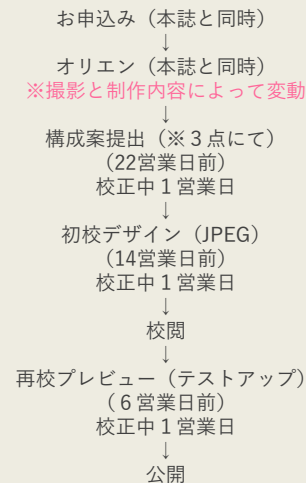 お申込み（本誌と同時）
↓
オリエン（本誌と同時）
※撮影と制作内容によって変動
↓
構成案提出（※３点にて）
（22営業日前）
校正中１営業日
↓
初校デザイン（JPEG）
（14営業日前）
校正中１営業日
↓
校閲
↓
再校プレビュー（テストアップ）
（６営業日前）
校正中１営業日
↓
公開